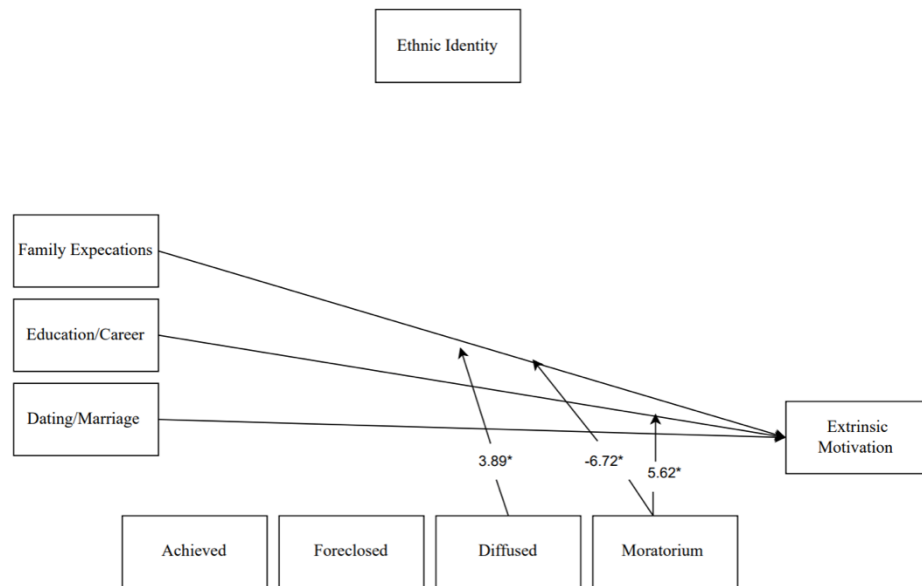 Ethnic Identity
Family Expecations
Education/Career
Dating/Marriage
Extrinsic
Motivation
3.89*
-6.72*
5.62*
Achieved
Foreclosed
Diffused
Moratorium